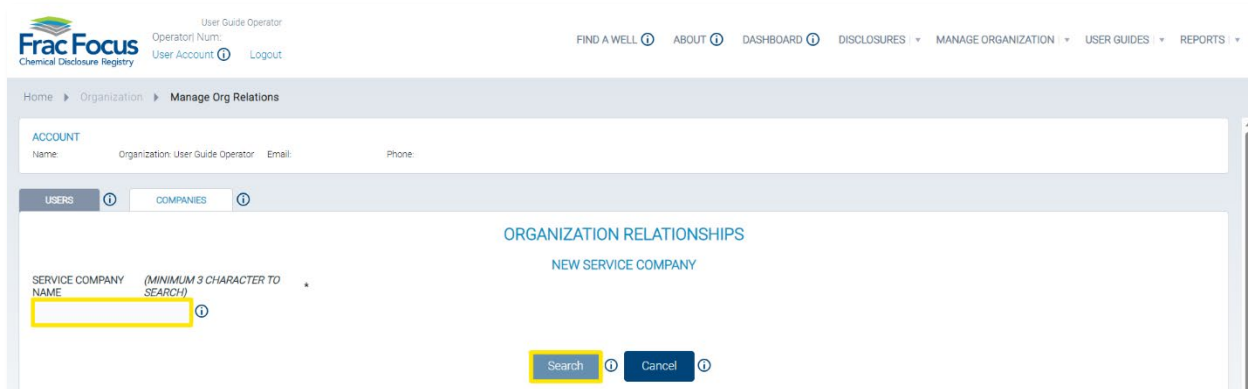 User Guide Operator
Frac Focus
Chemical Disclosure Registry
Operator| Num:
User Account
Logout
FIND A WELL ABOUT DASHBOARD DISCLOSURES MANAGE ORGANIZATION USER GUIDES REPORTS
Home Organization Manage Org Relations
ACCOUNT
Name: Organization: User Guide Operator Email: Phone:
USERS COMPANIES
ORGANIZATION RELATIONSHIPS
NEW SERVICE COMPANY
SERVICE COMPANY (MINIMUM 3 CHARACTER TO
NAME SEARCH) *
Search Cancel